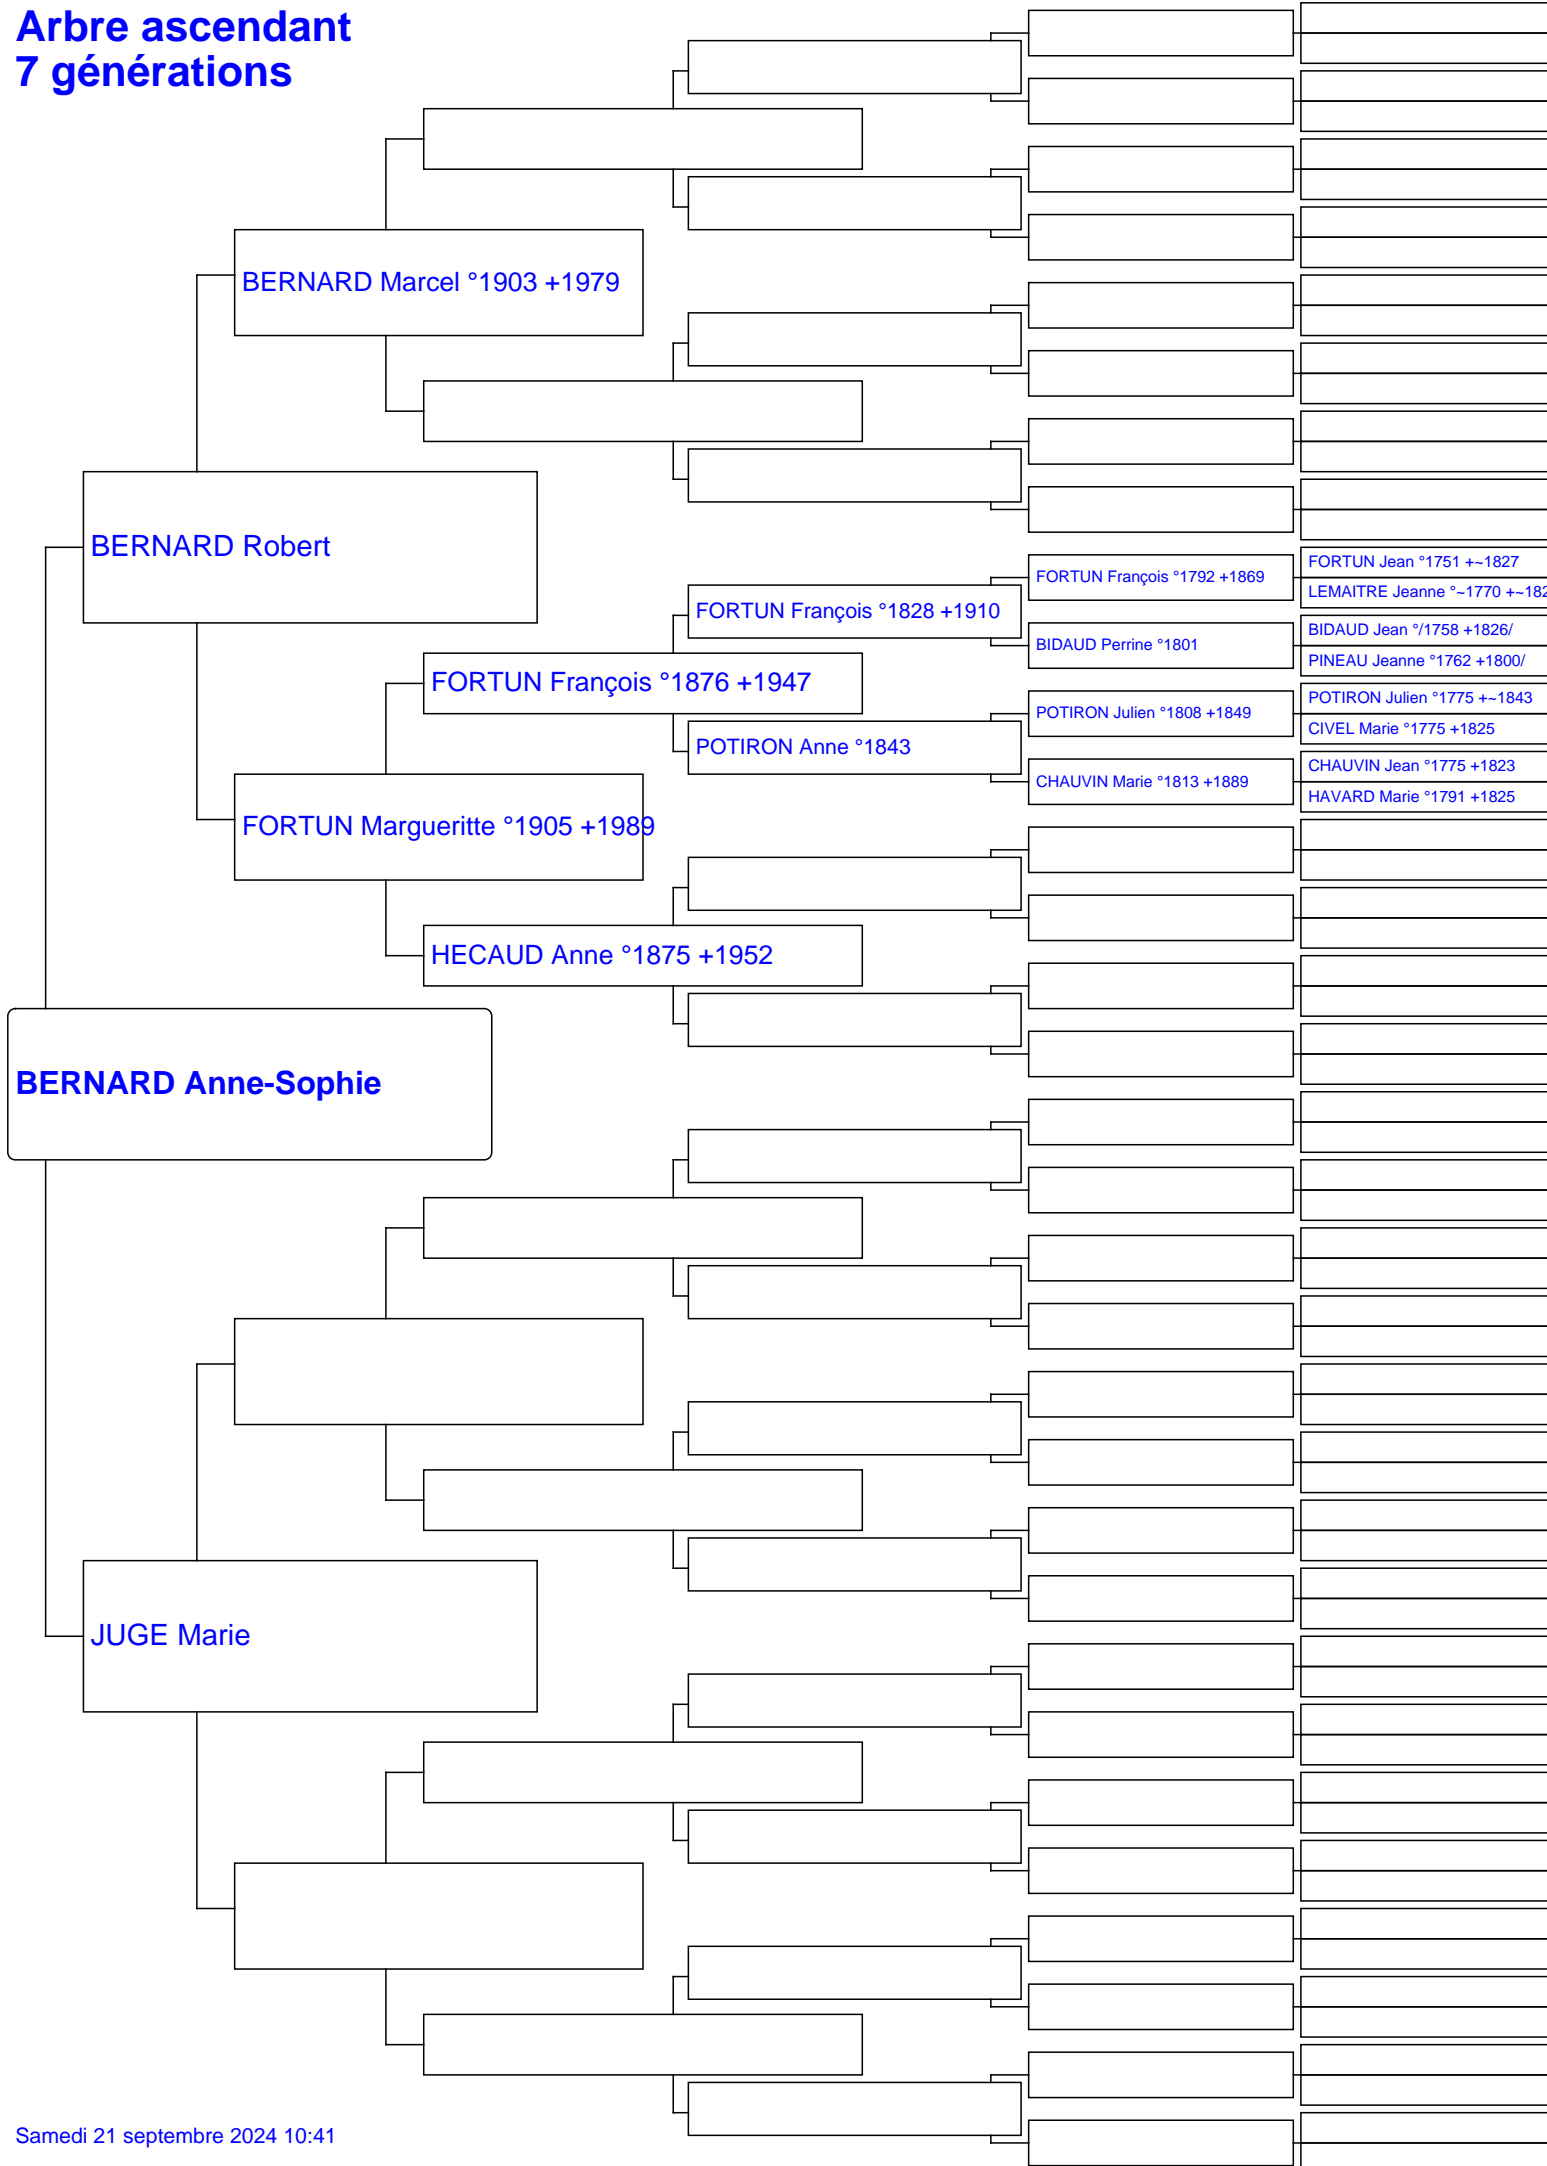 Arbre ascendant
7 générations
BERNARD Marcel °1903 +1979
BERNARD Robert
FORTUN Jean °1751 +~1827
FORTUN François °1792 +1869
LEMAITRE Jeanne °~1770 +~182
FORTUN François °1828 +1910
BIDAUD Jean °/1758 +1826/
BIDAUD Perrine °1801
PINEAU Jeanne °1762 +1800/
FORTUN François °1876 +1947
POTIRON Julien °1775 +~1843
POTIRON Julien °1808 +1849
CIVEL Marie °1775 +1825
POTIRON Anne °1843
CHAUVIN Jean °1775 +1823
CHAUVIN Marie °1813 +1889
HAVARD Marie °1791 +1825
FORTUN Margueritte °1905 +1989
HECAUD Anne °1875 +1952
BERNARD Anne-Sophie
JUGE Marie
Samedi 21 septembre 2024 10:41